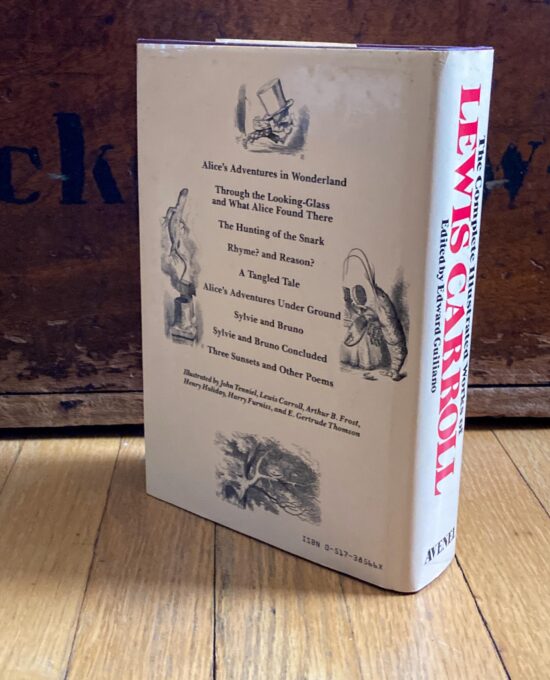 ck
Alice's Adventures in Wonderland
Through the Looking-Glass
and What Alice Found There
The Hunting of the Snark
Rhyme? and Reason?
A Tangled Tale
Alice's Adventures Under Ground
Sylvie and Bruno
Sylvie and Bruno Concluded
Three Sunsets and Other Poems
Illustrated by John Tenniel, Lewis Carroll, Arthur B. Frost,
Henry Holiday, Harry Furniss, and E. Gertrude Thomson
ISBN 0-517-38566X
The Complete Illustrated Works of
LEWIS CARROLL
Edited by Edward Guiliano
AVENEL